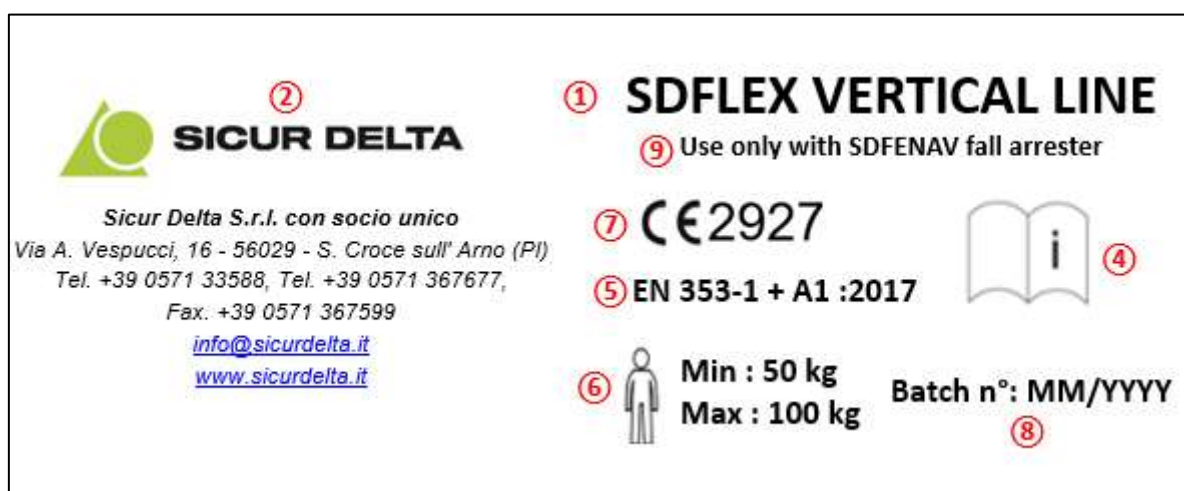 ②
SICUR DELTA
Sicur Delta S.r.l. con socio unico
Via A. Vespucci, 16 - 56029 - S. Croce sull' Arno (PI)
Tel. +39 0571 33588, Tel. +39 0571 367677,
Fax. +39 0571 367599
info@sicurdelta.it
www.sicurdelta.it
① SDFLEX VERTICAL LINE
⑨ Use only with SDFENAV fall arrester
⑦ CE 2927
i ④
⑤ EN 353-1 + A1 :2017
⑥ Min : 50 kg
Max : 100 kg
Batch n°: MM/YYYY
⑧